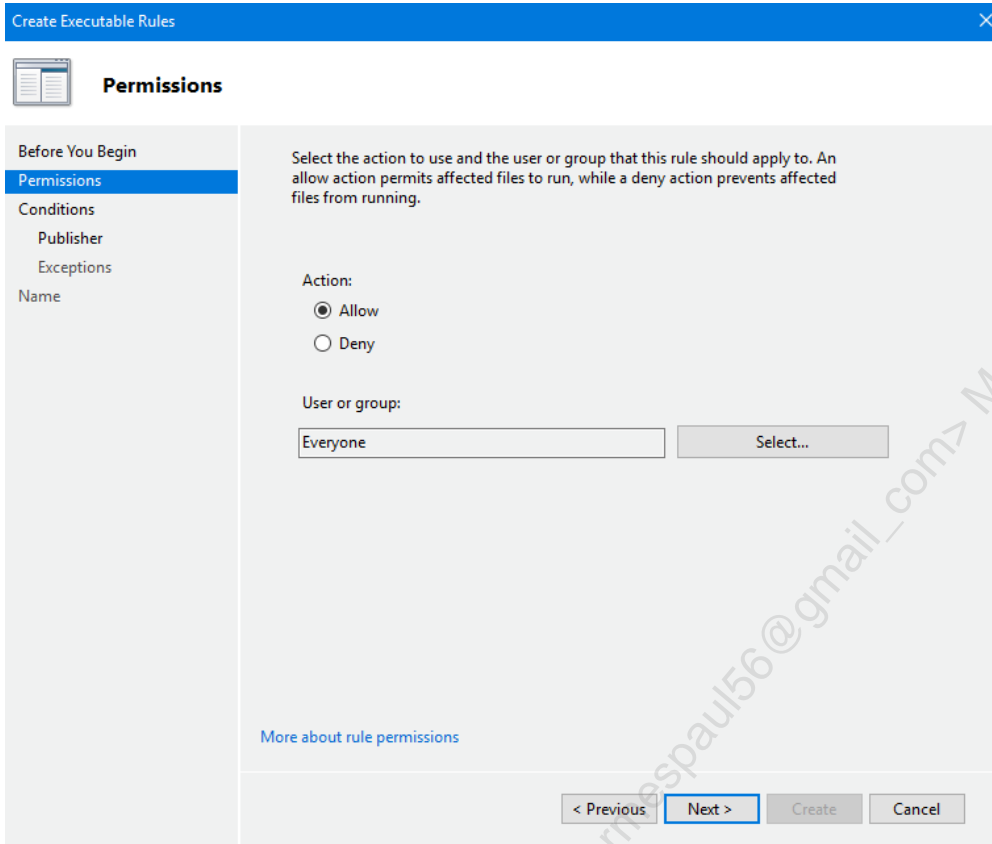 Create Executable Rules
Permissions
Before You Begin
Permissions
Conditions
Publisher
Exceptions
Name
Select the action to use and the user or group that this rule should apply to. An
allow action permits affected files to run, while a deny action prevents affected
files from running.
Action:
Allow
Deny
User or group:
Everyone
Select...
More about rule permissions
< Previous
Next >
Create
Cancel
rmespaul56@gmail_com> M